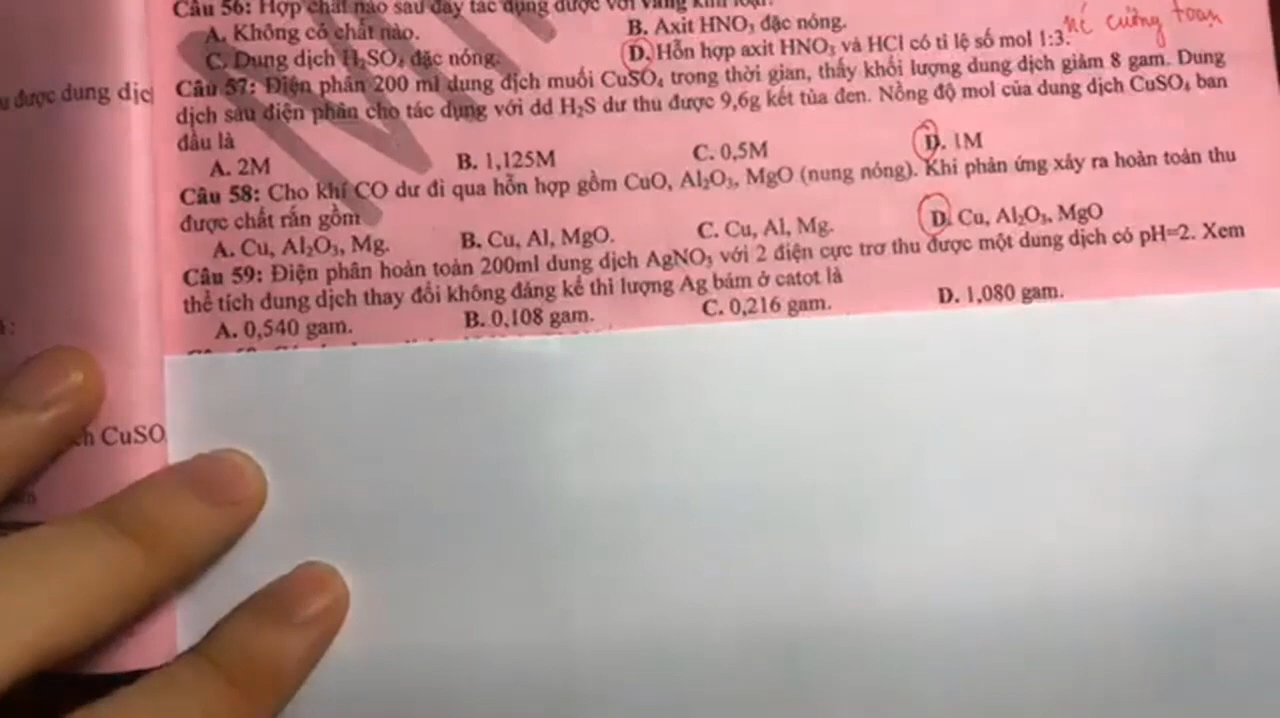 Câu 56: Hợp chất nào sau đây tác dụng được với vàng kim loại?
A. Không có chất nào. B. Axit HNO₃ đặc nóng.
C. Dung dịch H₂SO₄ đặc nóng. D. Hỗn hợp axit HNO₃ và HCl có tỉ lệ số mol 1:3. cường toan
Câu 57: Điện phân 200 ml dung dịch muối CuSO₄ trong thời gian, thấy khối lượng dung dịch giảm 8 gam. Dung
u được dung dịc
dịch sau điện phân cho tác dụng với dd H₂S dư thu được 9,6g kết tủa đen. Nồng độ mol của dung dịch CuSO₄ ban
đầu là
A. 2M B. 1,125M C. 0,5M D. 1M
Câu 58: Cho khí CO dư đi qua hỗn hợp gồm CuO, Al₂O₃, MgO (nung nóng). Khi phản ứng xảy ra hoàn toàn thu
được chất rắn gồm
A. Cu, Al₂O₃, Mg. B. Cu, Al, MgO. C. Cu, Al, Mg. D. Cu, Al₂O₃, MgO
Câu 59: Điện phân hoàn toàn 200ml dung dịch AgNO₃ với 2 điện cực trơ thu được một dung dịch có pH=2. Xem
thể tích dung dịch thay đổi không đáng kể thì lượng Ag bám ở catot là
A. 0,540 gam. B. 0,108 gam. C. 0,216 gam. D. 1,080 gam.
ch CuSO